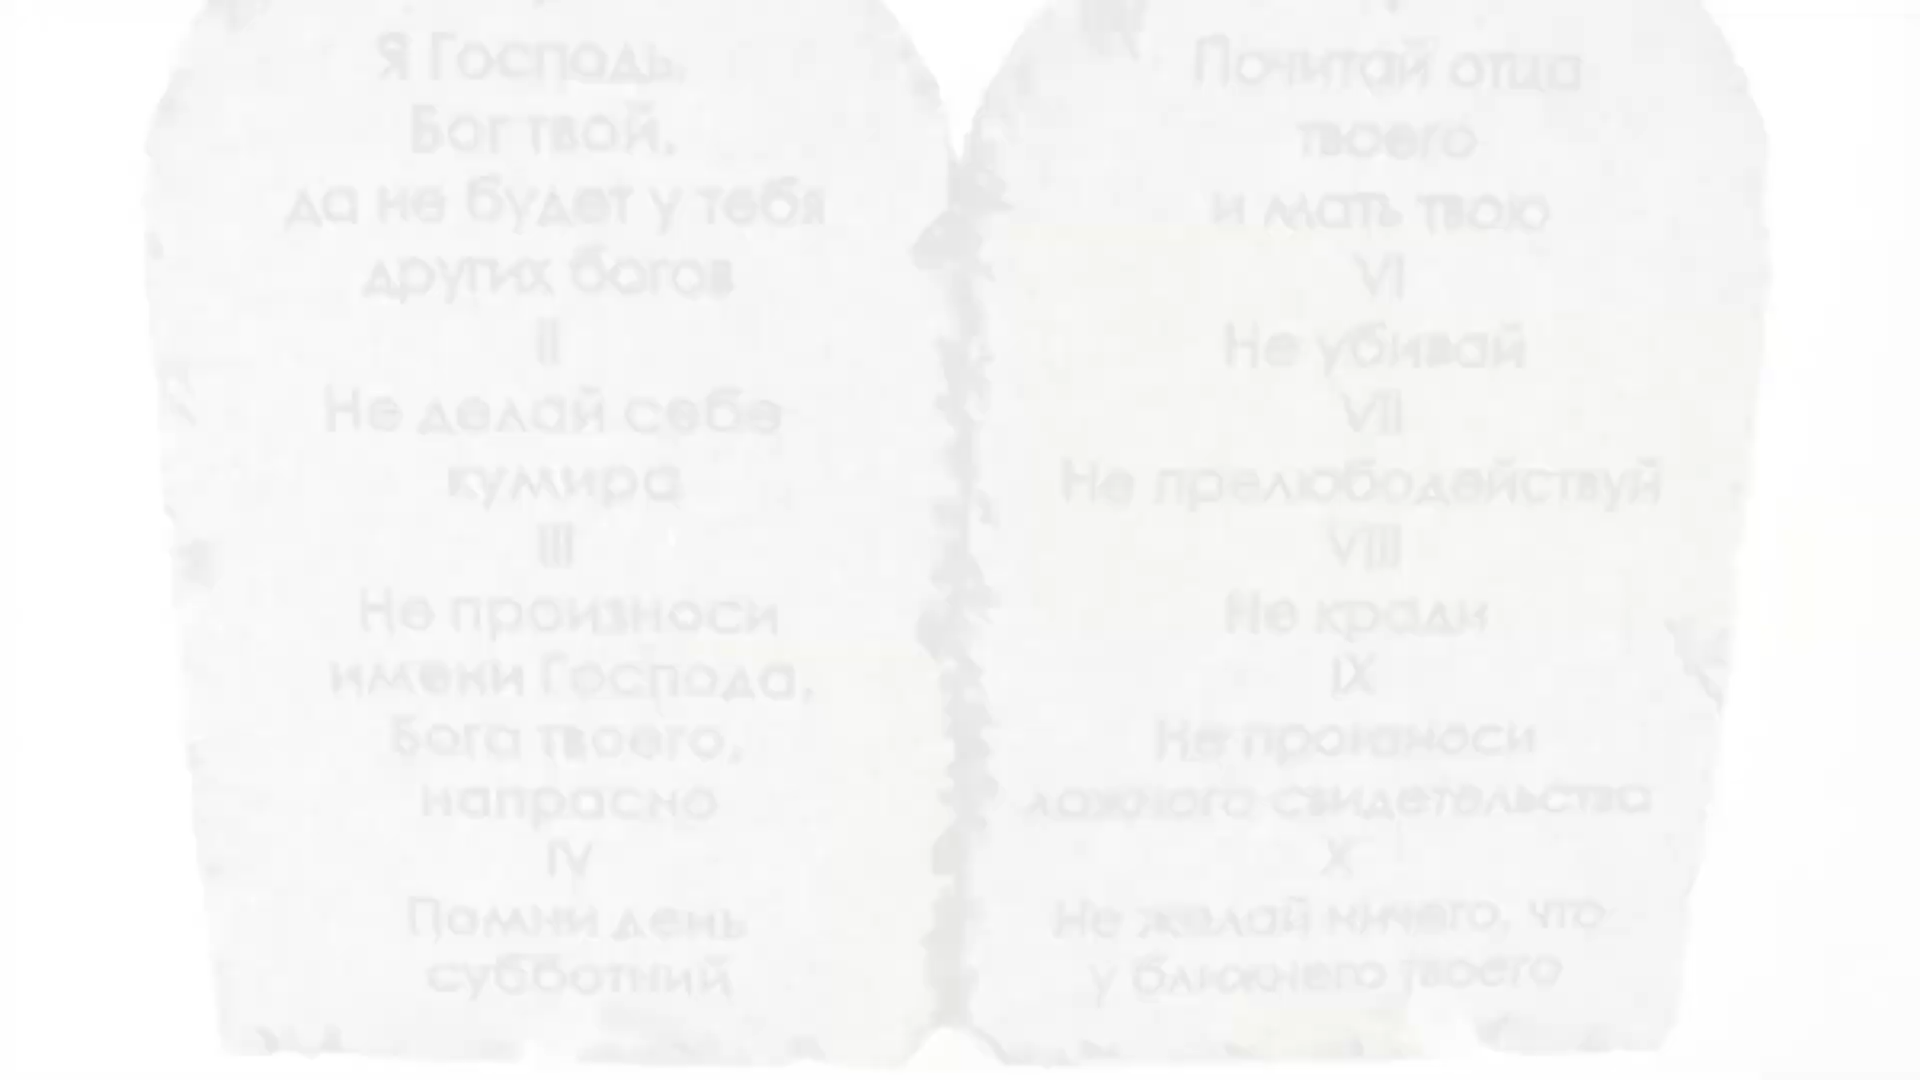 Я Господь,
Бог твой,
да не будет у тебя
других богов
II
Не делай себе
кумира
III
Не произноси
имени Господа,
Бога твоего,
напрасно
IV
Помни день
субботний
Почитай отца
твоего
и мать твою
VI
Не убивай
VII
Не прелюбодействуй
VIII
Не кради
IX
Не произноси
ложного свидетельства
X
Не желай ничего, что
у ближнего твоего